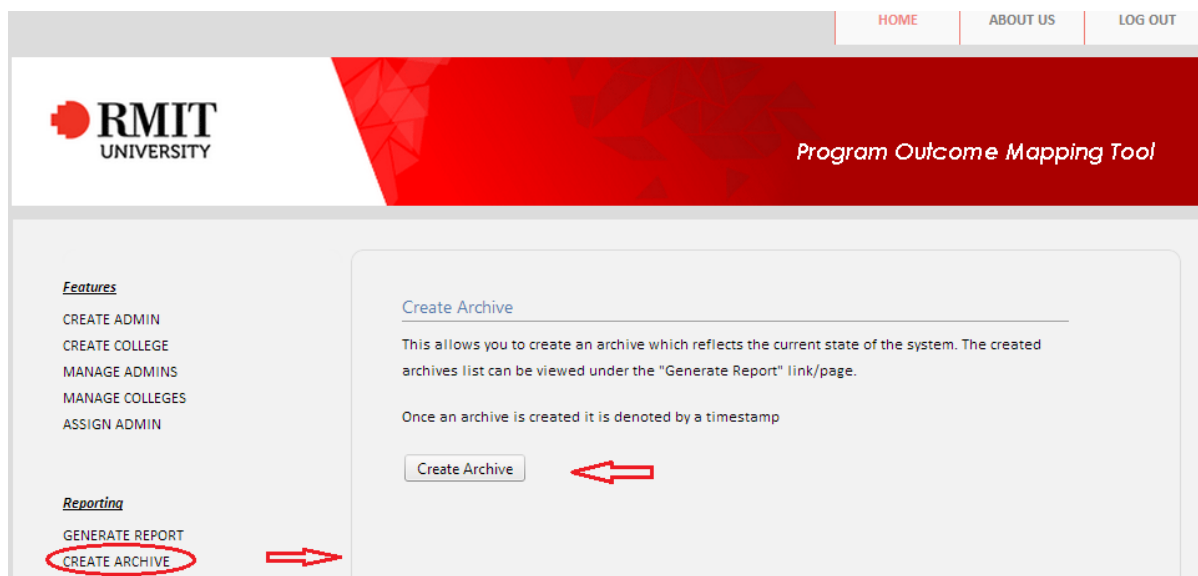 HOME ABOUT US LOG OUT
RMIT
UNIVERSITY
Program Outcome Mapping Tool
Features
CREATE ADMIN
CREATE COLLEGE
MANAGE ADMINS
MANAGE COLLEGES
ASSIGN ADMIN
Reporting
GENERATE REPORT
CREATE ARCHIVE
Create Archive
This allows you to create an archive which reflects the current state of the system. The created
archives list can be viewed under the "Generate Report" link/page.
Once an archive is created it is denoted by a timestamp
Create Archive